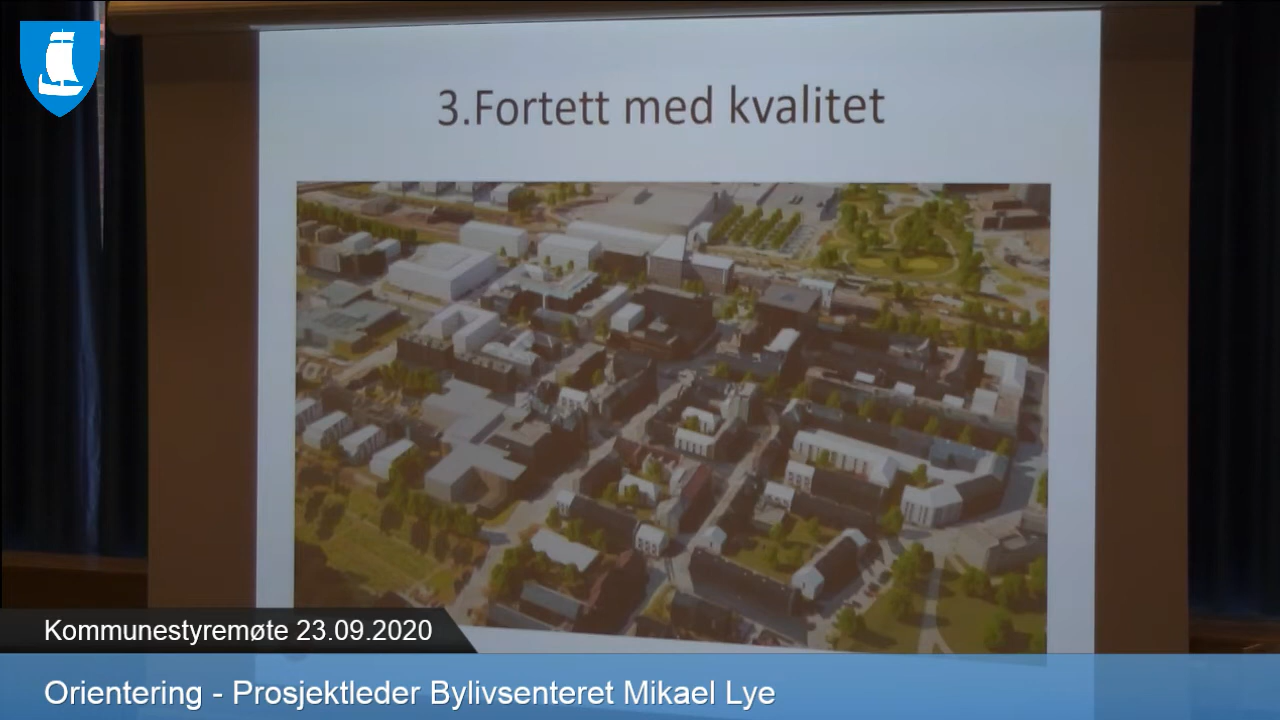 3.Fortett med kvalitet
Kommunestyremøte 23.09.2020
Orientering - Prosjektleder Bylivsenteret Mikael Lye